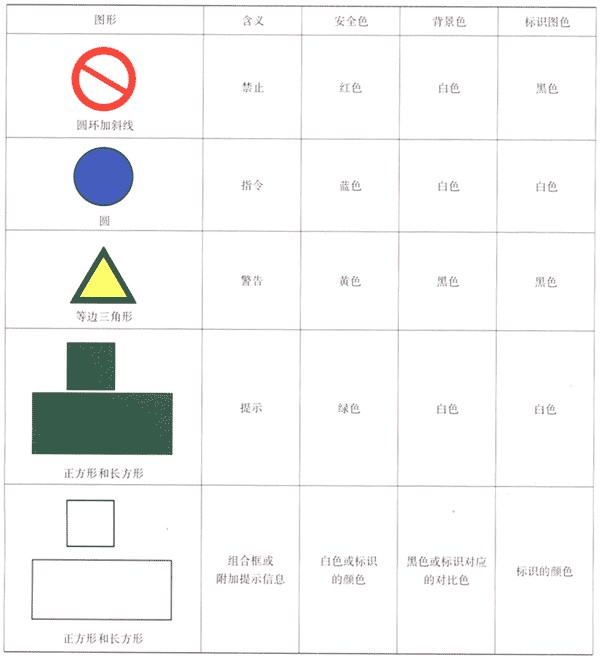 图形 含义 安全色 背景色 标识图色
圆环加斜线 禁止 红色 白色 黑色
圆 指令 蓝色 白色 白色
等边三角形 警告 黄色 黑色 黑色
正方形和长方形 提示 绿色 白色 白色
正方形和长方形 组合框或 白色或标识 黑色或标识对应 标识的颜色
附加提示信息 的颜色 的对比色